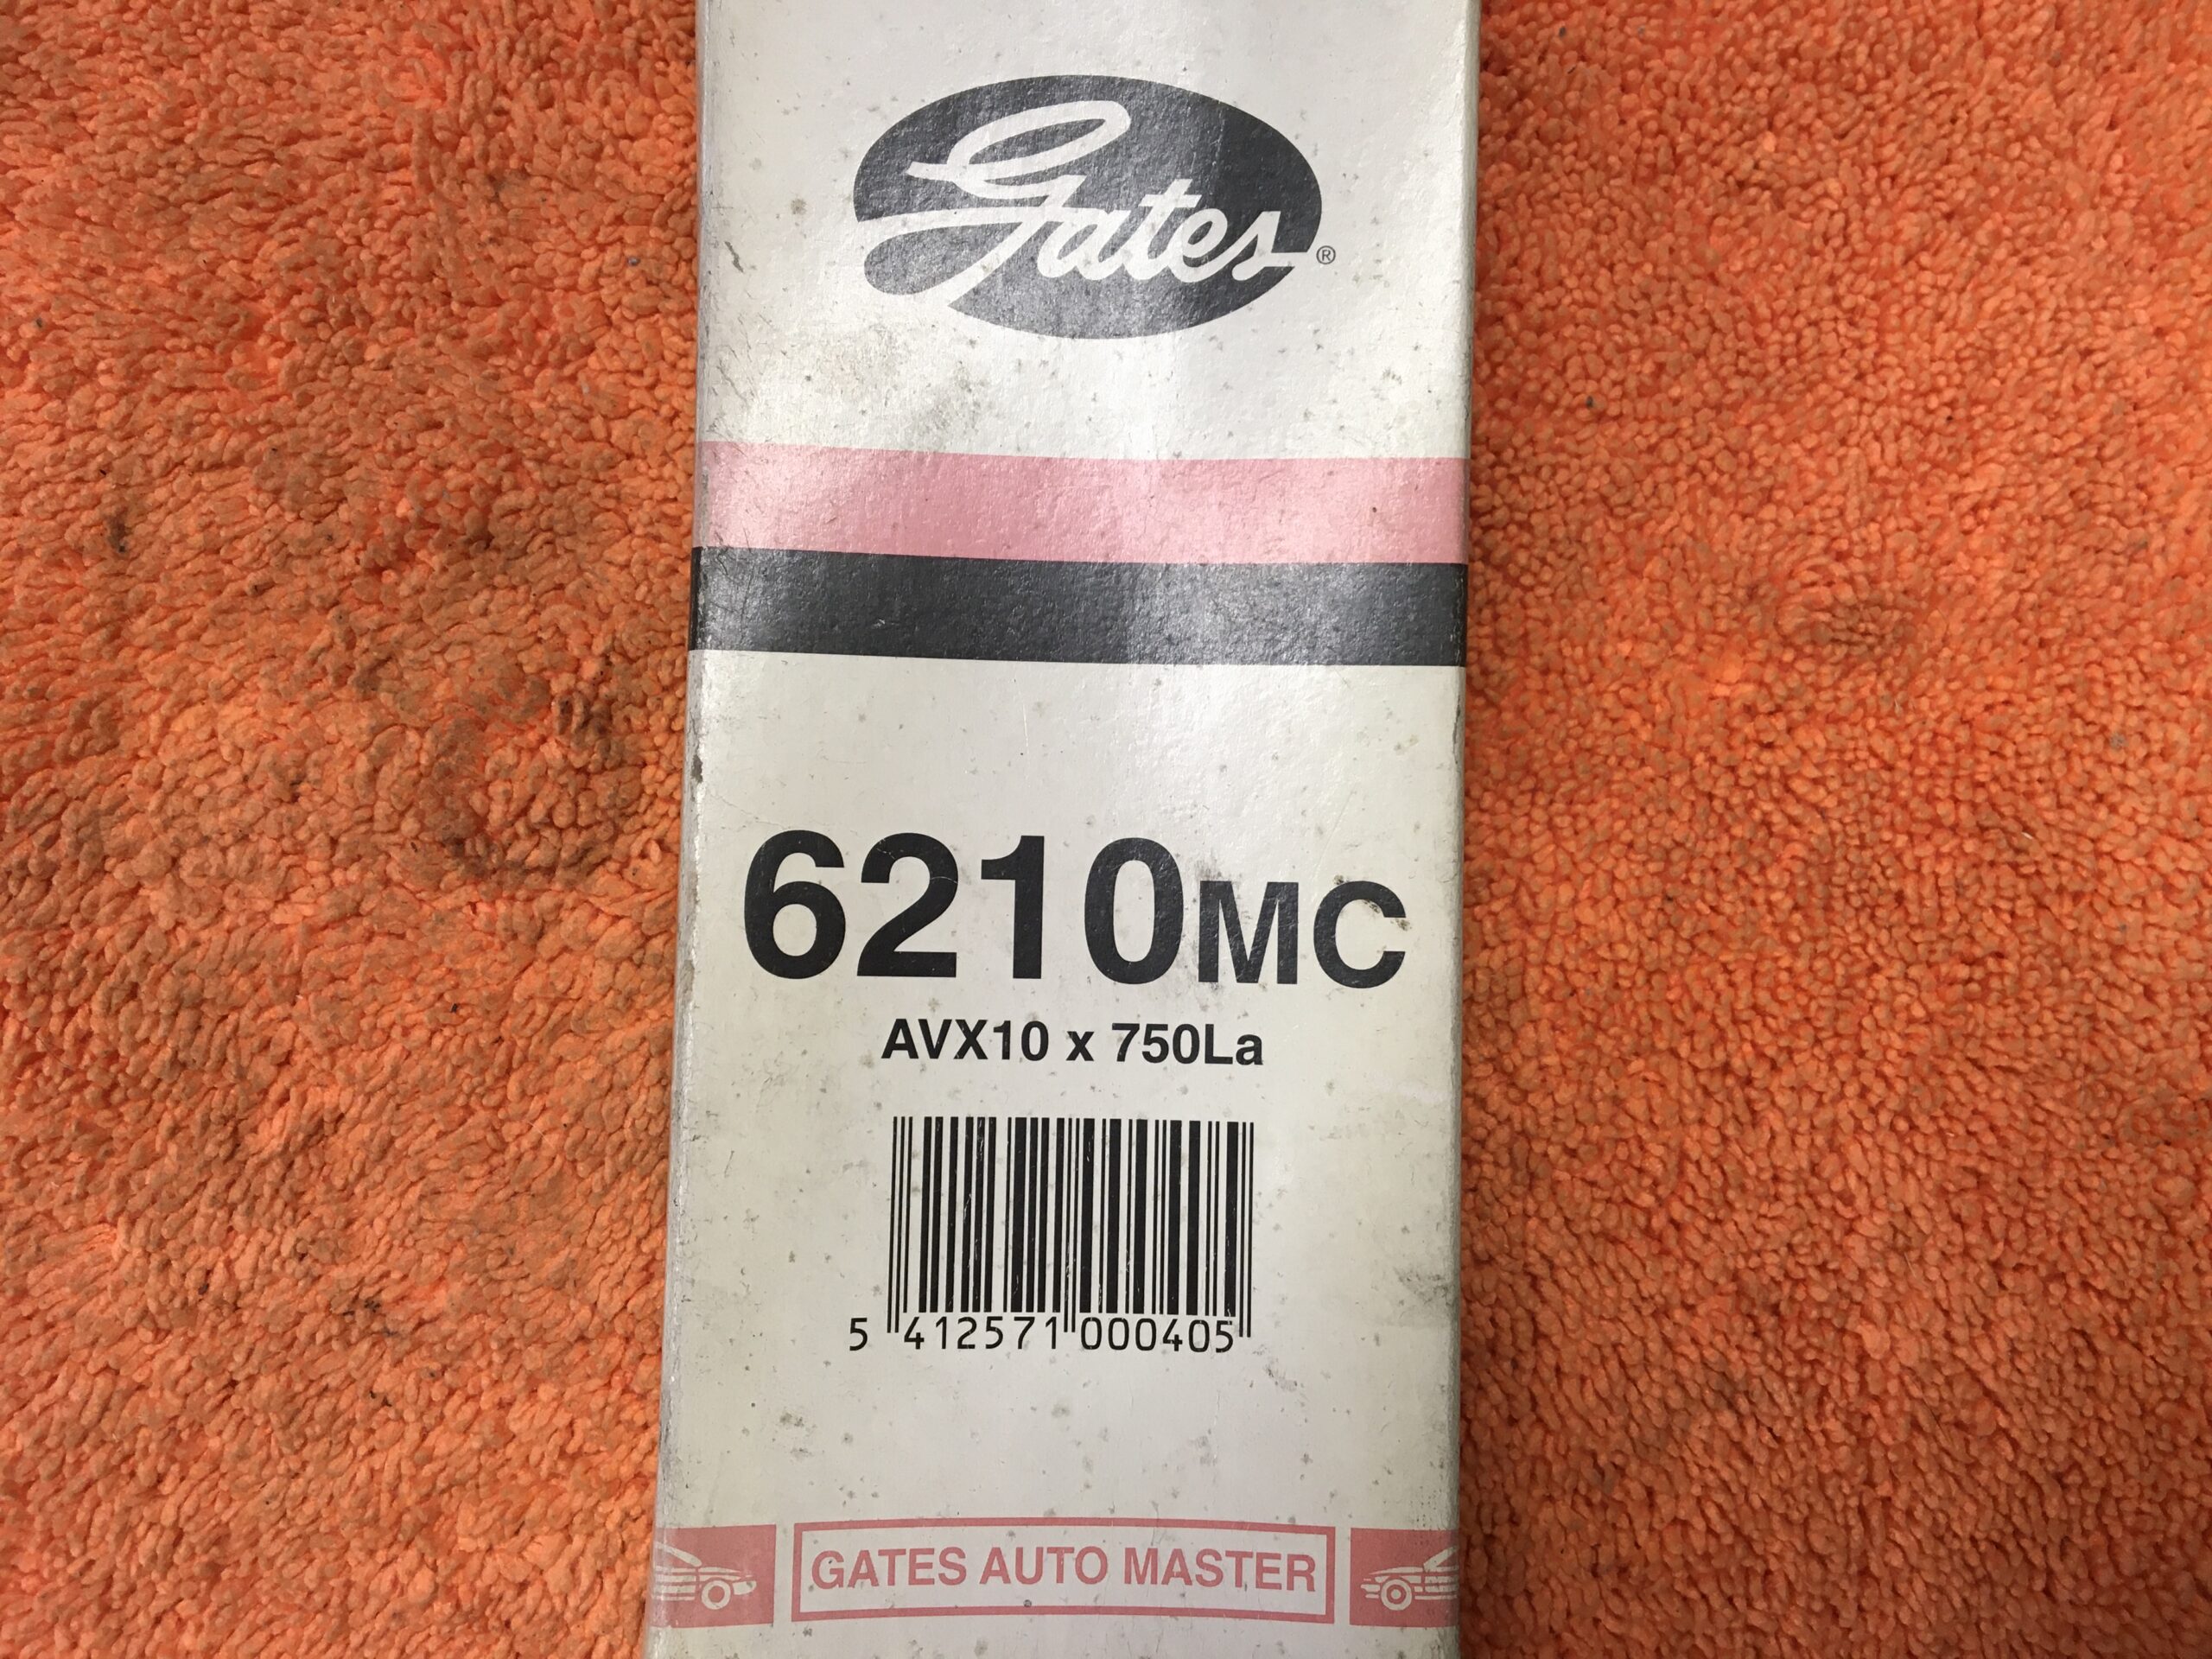 Gates®
6210MC
AVX10 x 750La
5 412571 000405
GATES AUTO MASTER